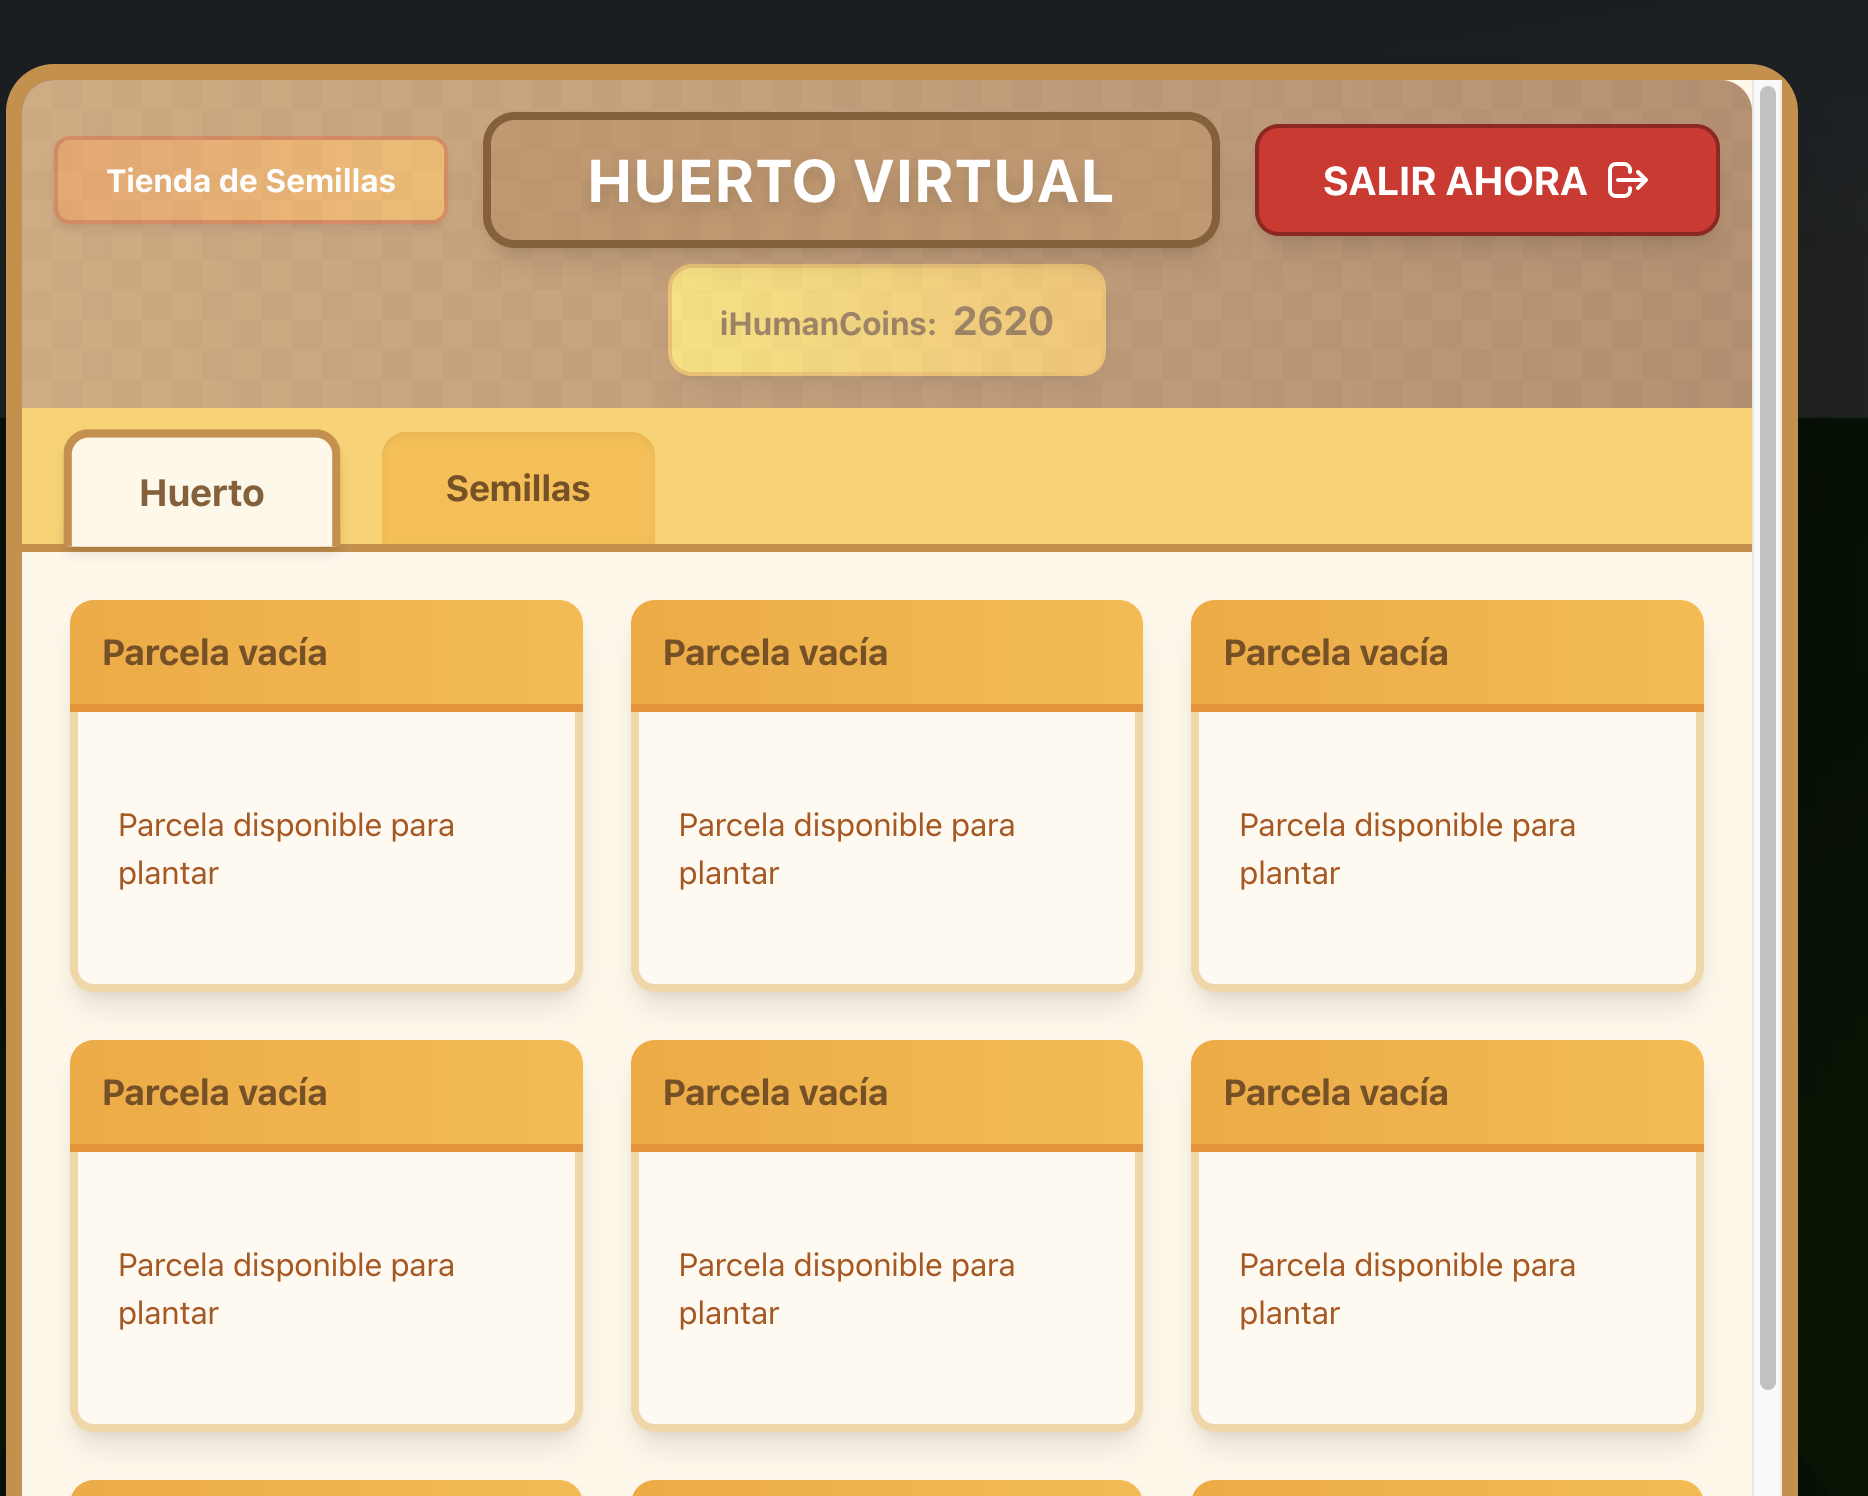 Tienda de Semillas
HUERTO VIRTUAL
SALIR AHORA
iHumanCoins: 2620
Huerto
Semillas
Parcela vacía
Parcela disponible para
plantar
Parcela vacía
Parcela disponible para
plantar
Parcela vacía
Parcela disponible para
plantar
Parcela vacía
Parcela disponible para
plantar
Parcela vacía
Parcela disponible para
plantar
Parcela vacía
Parcela disponible para
plantar